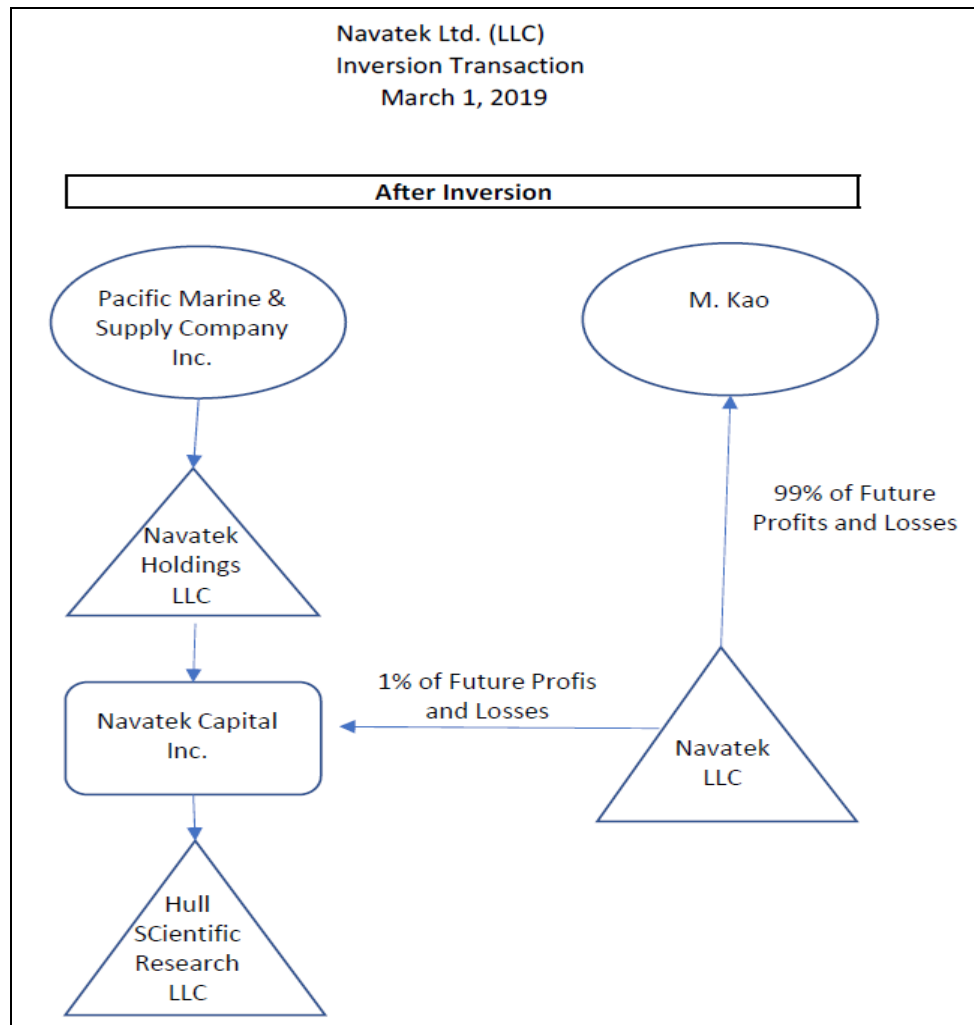 Navatek Ltd. (LLC)
Inversion Transaction
March 1, 2019
After Inversion
Pacific Marine &
Supply Company
Inc.
M. Kao
99% of Future
Profits and Losses
Navatek
Holdings
LLC
1% of Future Profis
and Losses
Navatek Capital
Inc.
Navatek
LLC
Hull
SCientific
Research
LLC